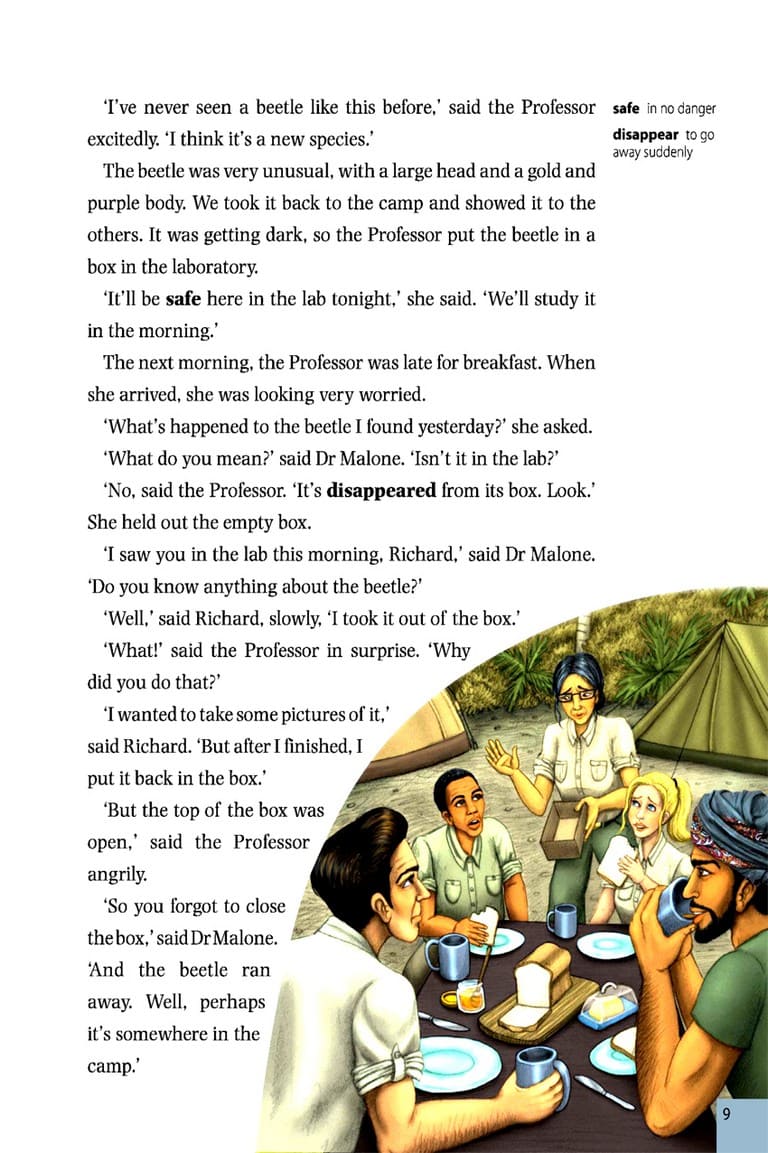 ‘I’ve never seen a beetle like this before,’ said the Professor
excitedly. ‘I think it’s a new species.’
The beetle was very unusual, with a large head and a gold and
purple body. We took it back to the camp and showed it to the
others. It was getting dark, so the Professor put the beetle in a
box in the laboratory.
‘It’ll be safe here in the lab tonight,’ she said. ‘We’ll study it
in the morning.’
The next morning, the Professor was late for breakfast. When
she arrived, she was looking very worried.
‘What’s happened to the beetle I found yesterday?’ she asked.
‘What do you mean?’ said Dr Malone. ‘Isn’t it in the lab?’
‘No, said the Professor. ‘It’s disappeared from its box. Look.’
She held out the empty box.
‘I saw you in the lab this morning, Richard,’ said Dr Malone.
‘Do you know anything about the beetle?’
‘Well,’ said Richard, slowly, ‘I took it out of the box.’
‘What!’ said the Professor in surprise. ‘Why
did you do that?’
‘I wanted to take some pictures of it,’
said Richard. ‘But after I finished, I
put it back in the box.’
‘But the top of the box was
open,’ said the Professor
angrily.
‘So you forgot to close
the box,’ said Dr Malone.
‘And the beetle ran
away. Well, perhaps
it’s somewhere in the
camp.’
safe in no danger
disappear to go
away suddenly
9